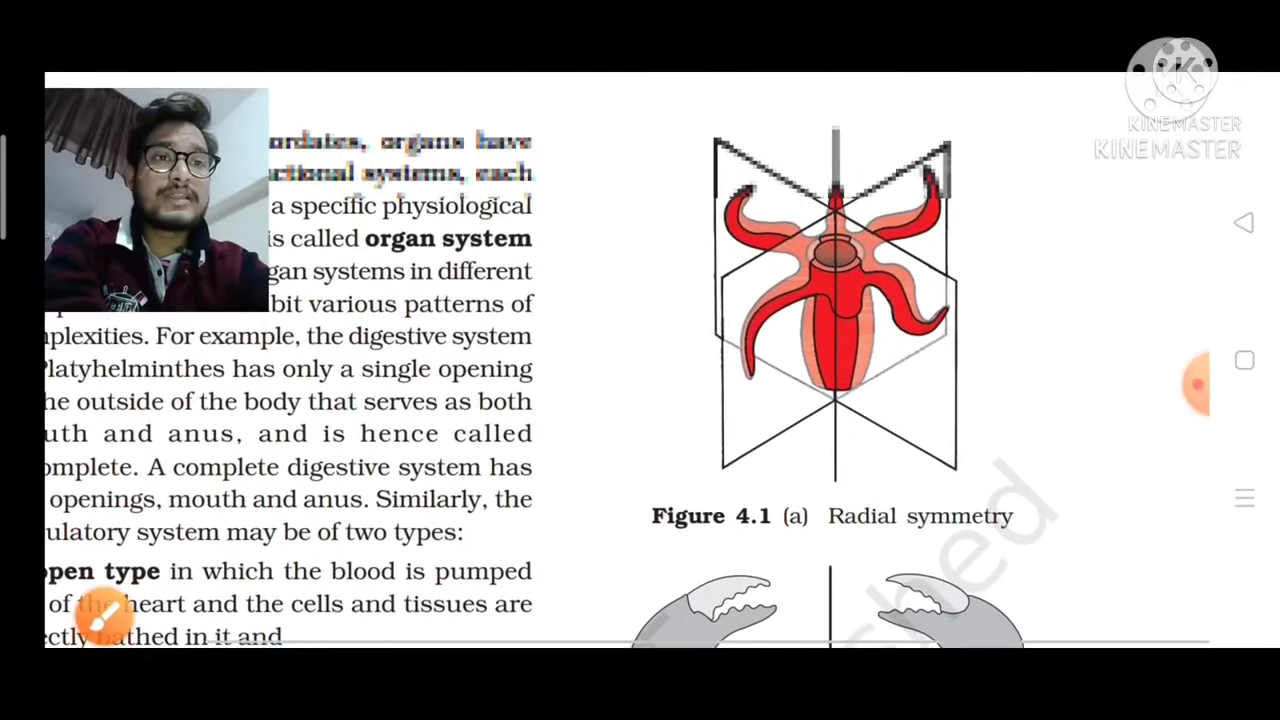 ordates, organs have
ctional systems, each
a specific physiological
is called organ system
gan systems in different
bit various patterns of
nplexities. For example, the digestive system
Platyhelminthes has only a single opening
he outside of the body that serves as both
uth and anus, and is hence called
omplete. A complete digestive system has
openings, mouth and anus. Similarly, the
ulatory system may be of two types:
open type in which the blood is pumped
of the heart and the cells and tissues are
ectly bathed in it and
Figure 4.1 (a) Radial symmetry
shed
KINEMASTER
KINEMASTER